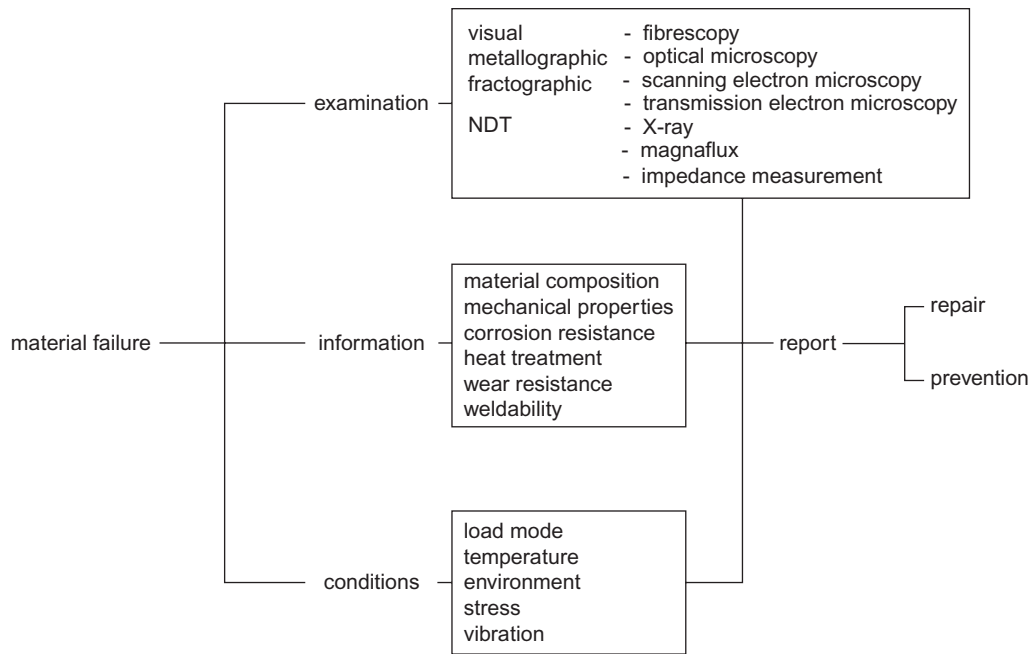 visual - fibrescopy
metallographic - optical microscopy
fractographic - scanning electron microscopy
- transmission electron microscopy
NDT - X-ray
- magnaflux
- impedance measurement
examination
material composition
mechanical properties
corrosion resistance
heat treatment
wear resistance
weldability
material failure
information
report
repair
prevention
conditions
load mode
temperature
environment
stress
vibration